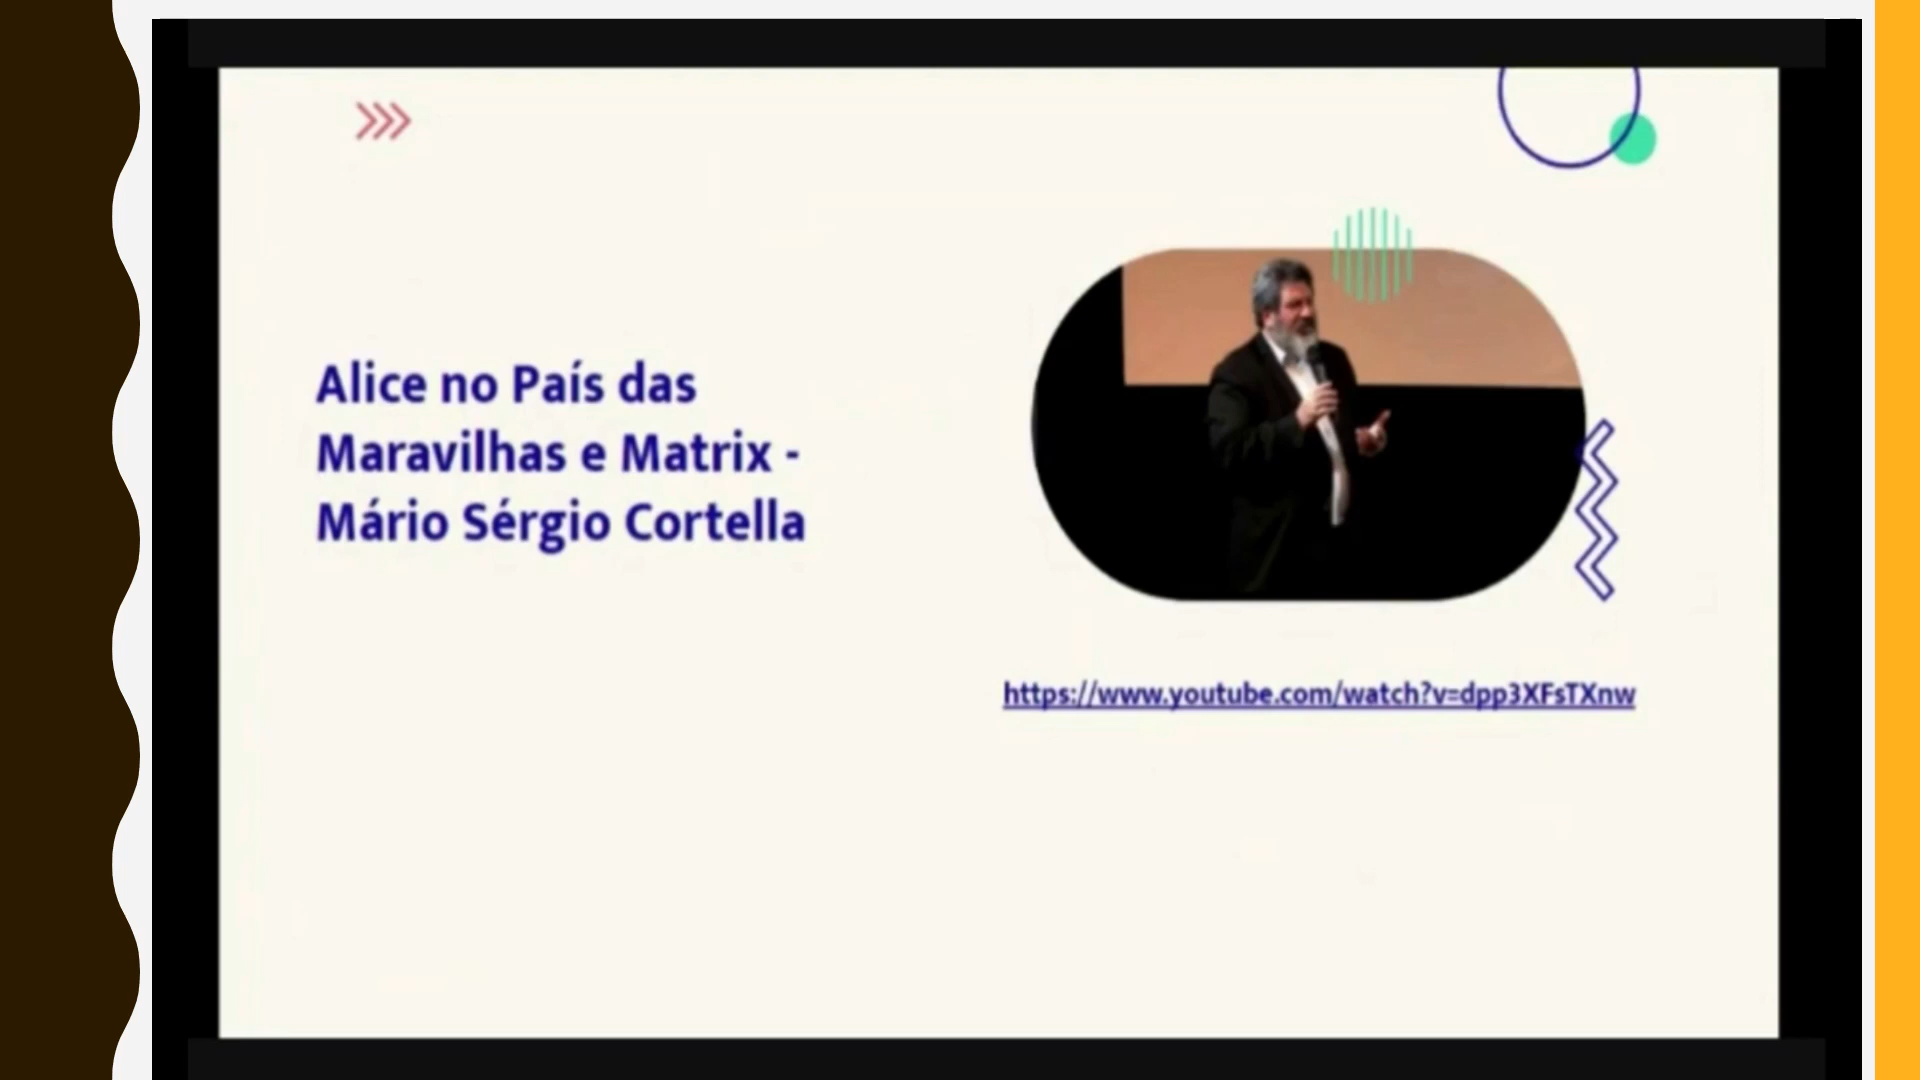 Alice no País das
Maravilhas e Matrix -
Mário Sérgio Cortella
https://www.youtube.com/watch?v=dpp3XFsTXnw